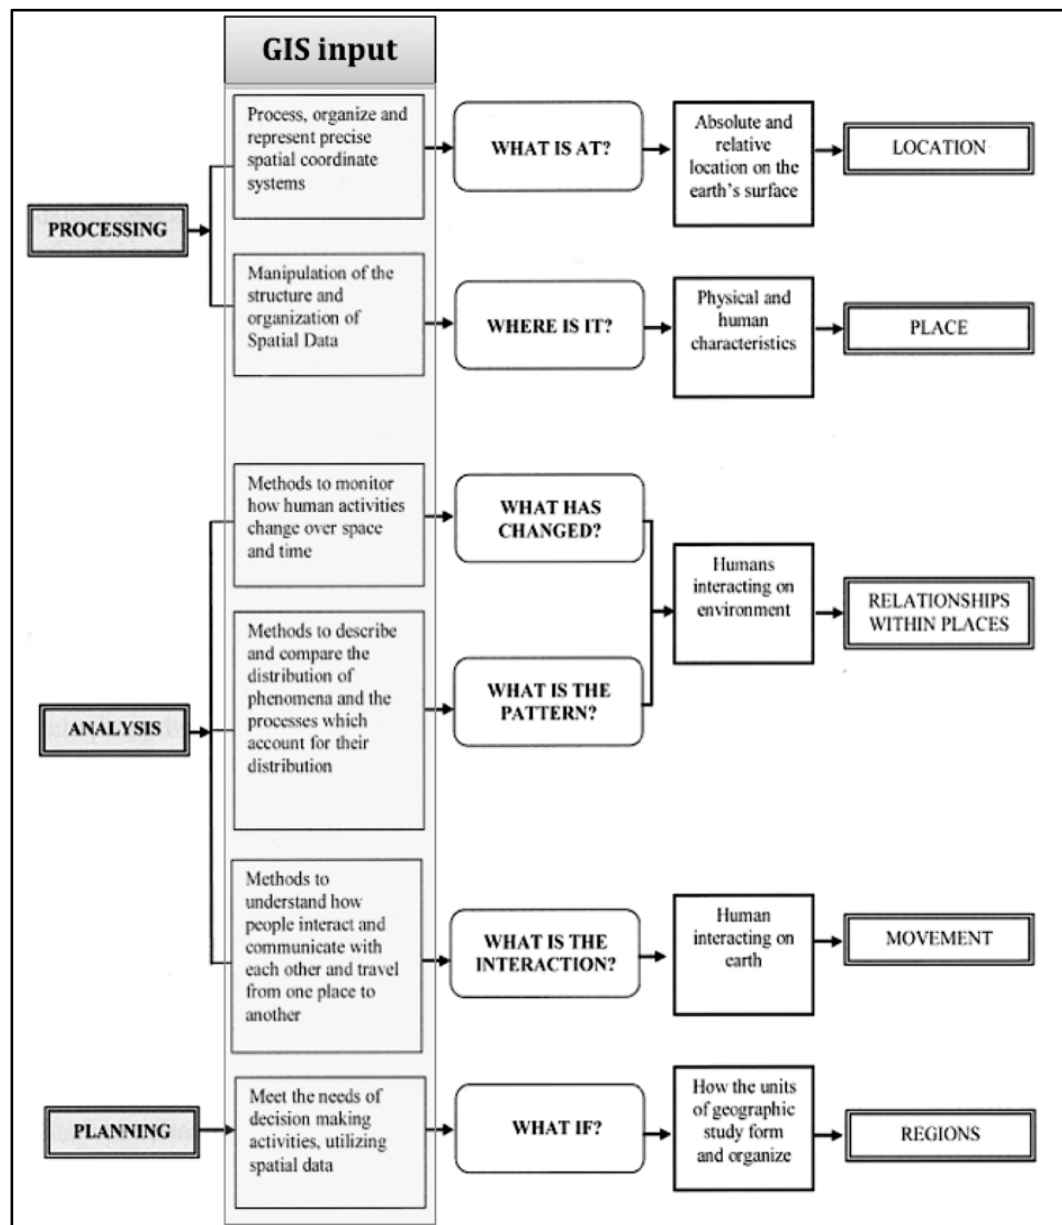 GIS input
PROCESSING
Process, organize and
represent precise
spatial coordinate
systems
WHAT IS AT?
Absolute and
relative
location on the
earth's surface
LOCATION
Manipulation of the
structure and
organization of
Spatial Data
WHERE IS IT?
Physical and
human
characteristics
PLACE
ANALYSIS
Methods to monitor
how human activities
change over space
and time
WHAT HAS
CHANGED?
Methods to describe
and compare the
distribution of
phenomena and the
processes which
account for their
distribution
WHAT IS THE
PATTERN?
Humans
interacting on
environment
RELATIONSHIPS
WITHIN PLACES
Methods to
understand how
people interact and
communicate with
each other and travel
from one place to
another
WHAT IS THE
INTERACTION?
Human
interacting on
earth
MOVEMENT
PLANNING
Meet the needs of
decision making
activities, utilizing
spatial data
WHAT IF?
How the units
of geographic
study form
and organize
REGIONS